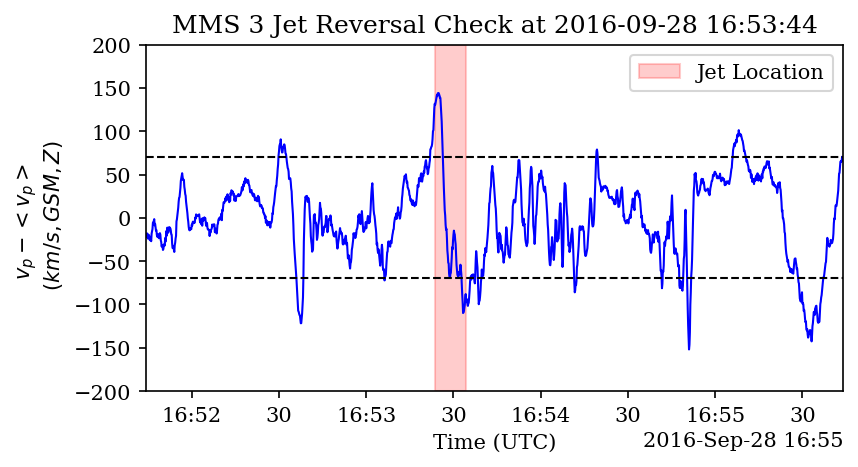 MMS 3 Jet Reversal Check at 2016-09-28 16:53:44
200
150
100
50
0
−50
−100
−150
−200
v_p − < v_p >
(km/s, GSM, Z)
Jet Location
16:52
30
16:53
30
16:54
30
16:55
30
Time (UTC)
2016-Sep-28 16:55